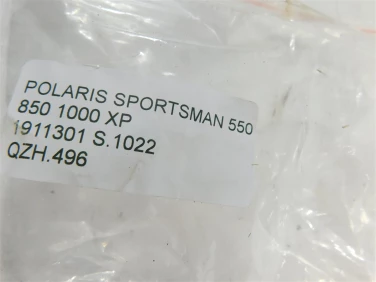 POLARIS SPORTSMAN 550
850 1000 XP
1911301 S.1022
QZH.496